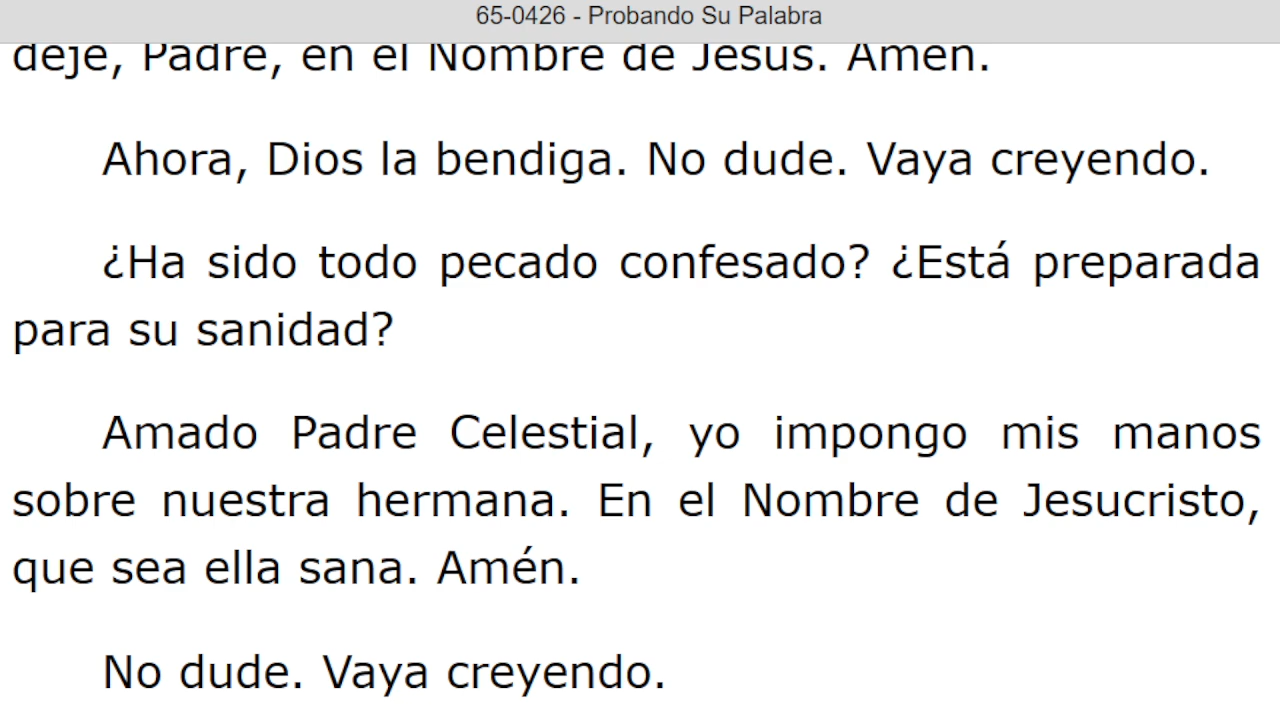 65-0426 - Probando Su Palabra
deje, Padre, en el Nombre de Jesús. Amén.
Ahora, Dios la bendiga. No dude. Vaya creyendo.
¿Ha sido todo pecado confesado? ¿Está preparada
para su sanidad?
Amado Padre Celestial, yo impongo mis manos
sobre nuestra hermana. En el Nombre de Jesucristo,
que sea ella sana. Amén.
No dude. Vaya creyendo.